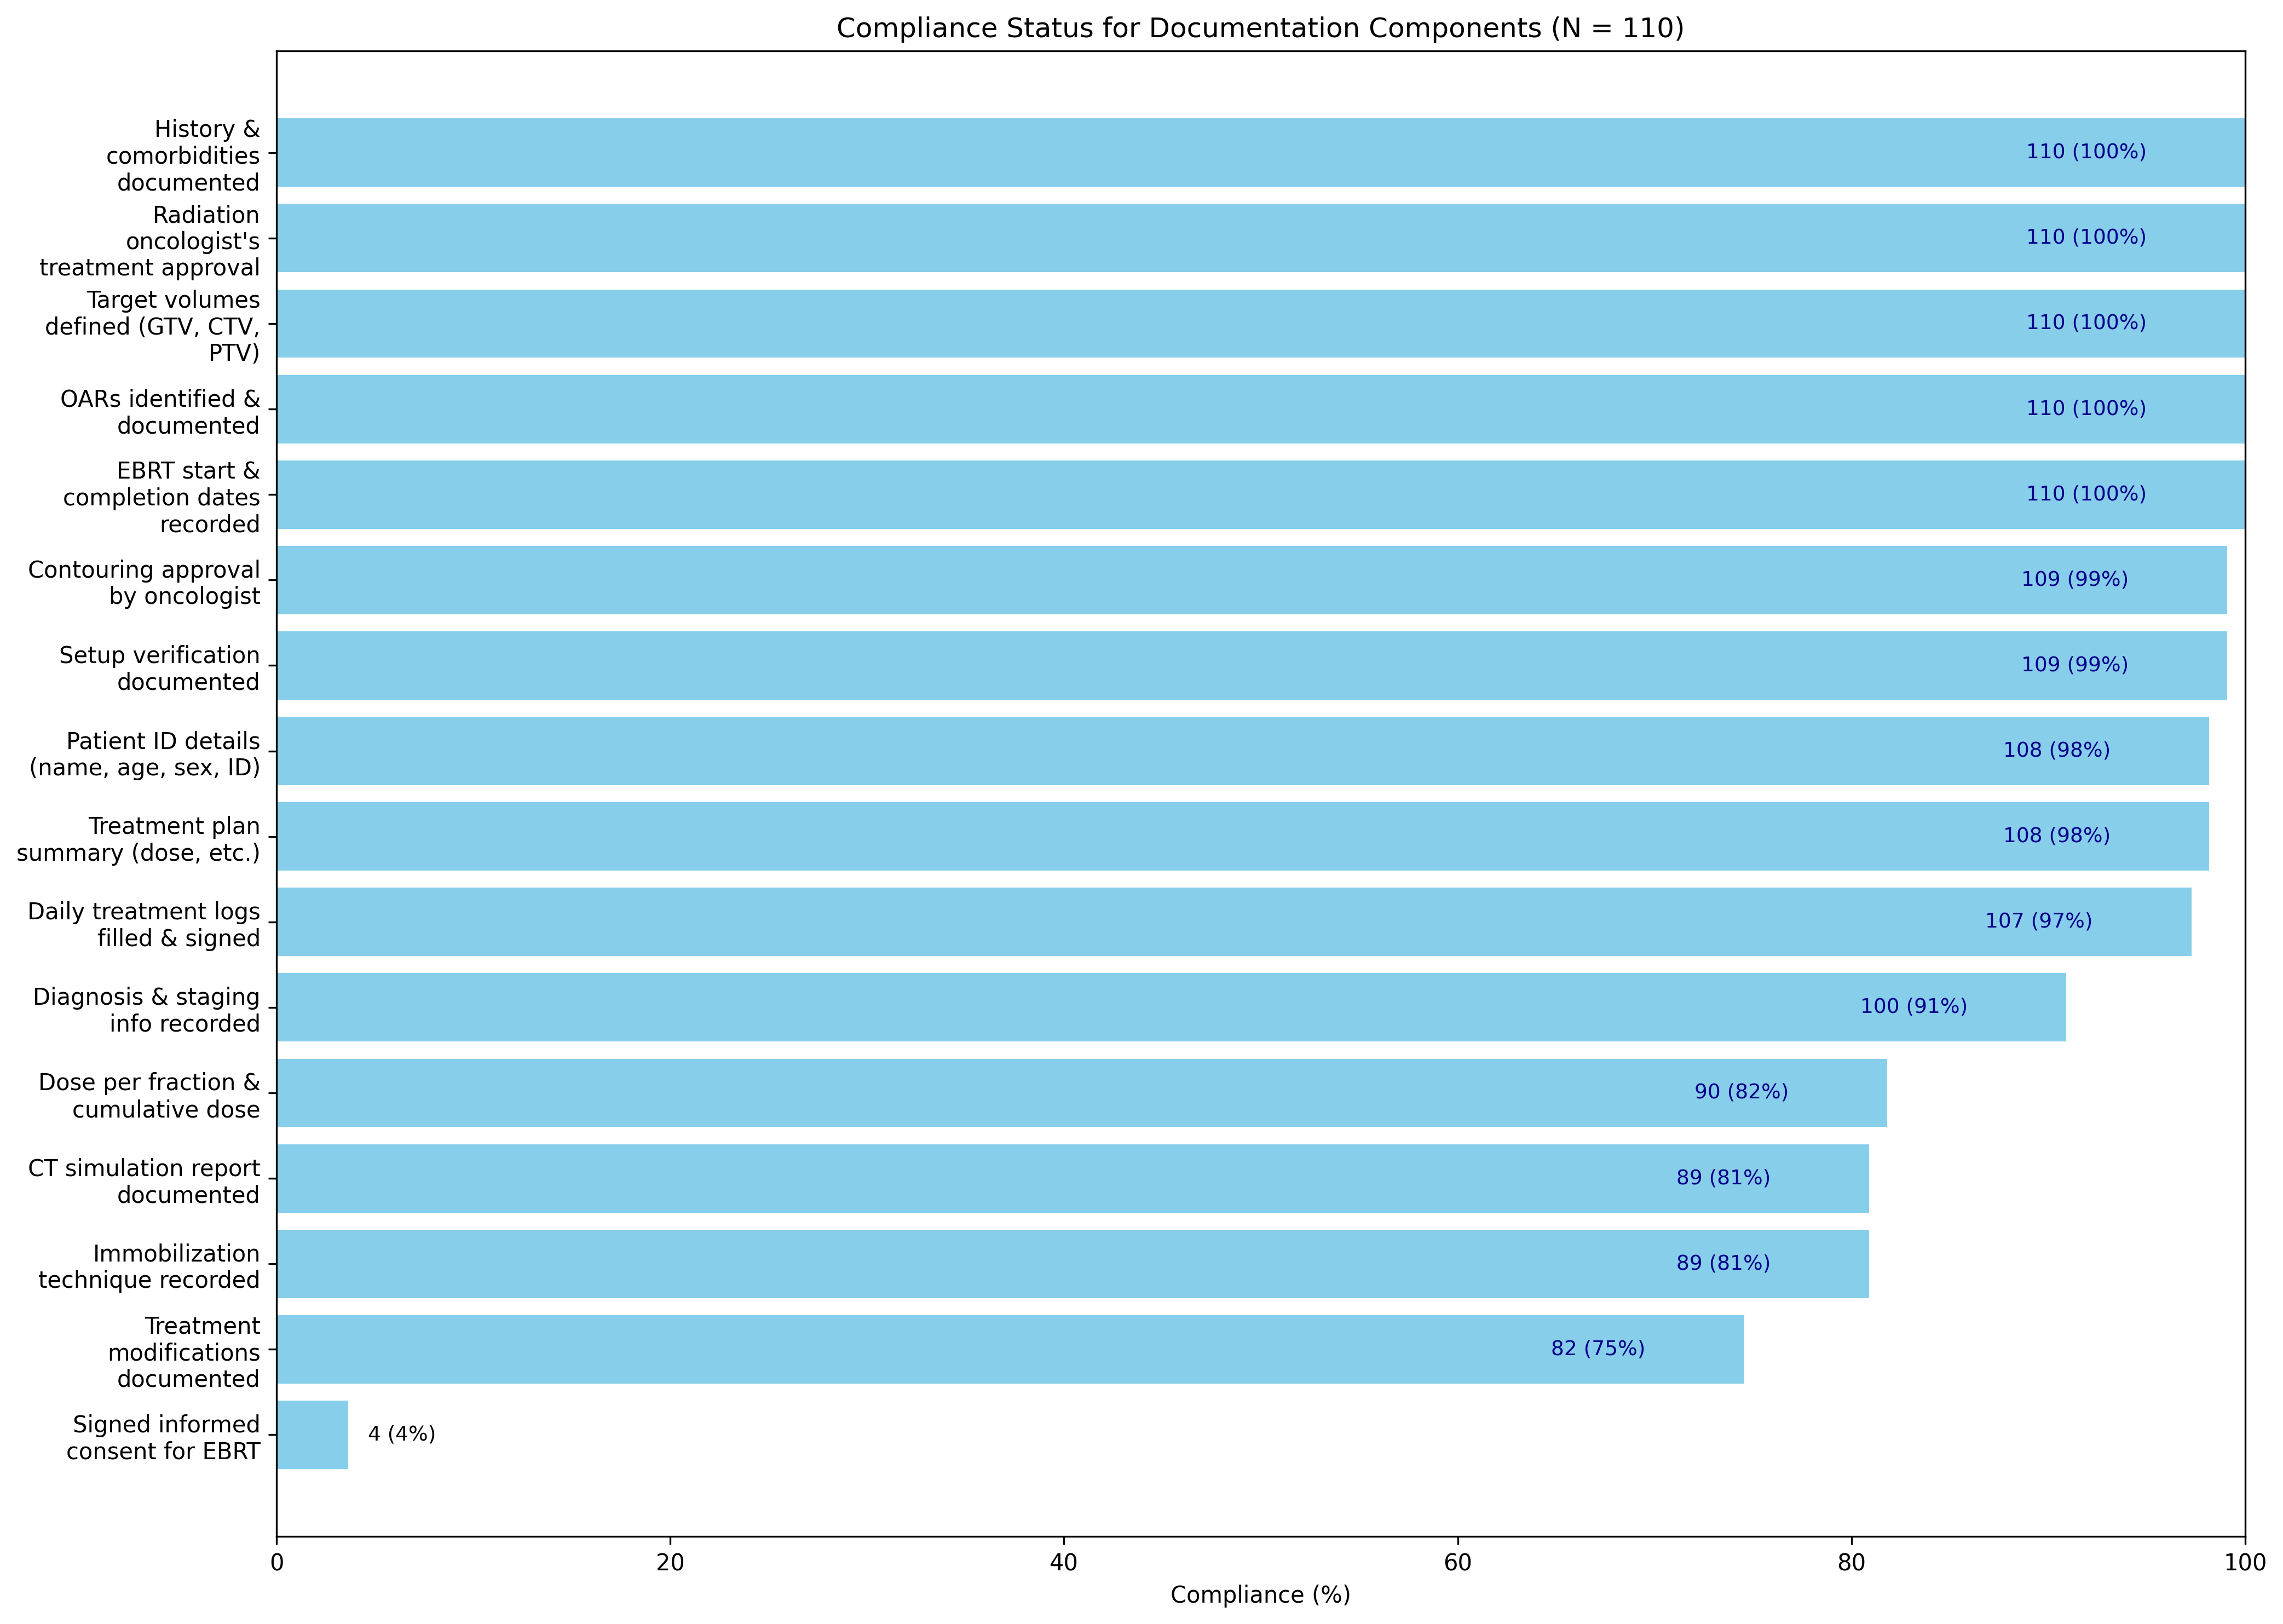 Compliance Status for Documentation Components (N = 110)
History &
comorbidities
documented
110 (100%)
Radiation
oncologist's
treatment approval
110 (100%)
Target volumes
defined (GTV, CTV,
PTV)
110 (100%)
OARs identified &
documented
110 (100%)
EBRT start &
completion dates
recorded
110 (100%)
Contouring approval
by oncologist
109 (99%)
Setup verification
documented
109 (99%)
Patient ID details
(name, age, sex, ID)
108 (98%)
Treatment plan
summary (dose, etc.)
108 (98%)
Daily treatment logs
filled & signed
107 (97%)
Diagnosis & staging
info recorded
100 (91%)
Dose per fraction &
cumulative dose
90 (82%)
CT simulation report
documented
89 (81%)
Immobilization
technique recorded
89 (81%)
Treatment
modifications
documented
82 (75%)
Signed informed
consent for EBRT
4 (4%)
0 20 40 60 80 100
Compliance (%)